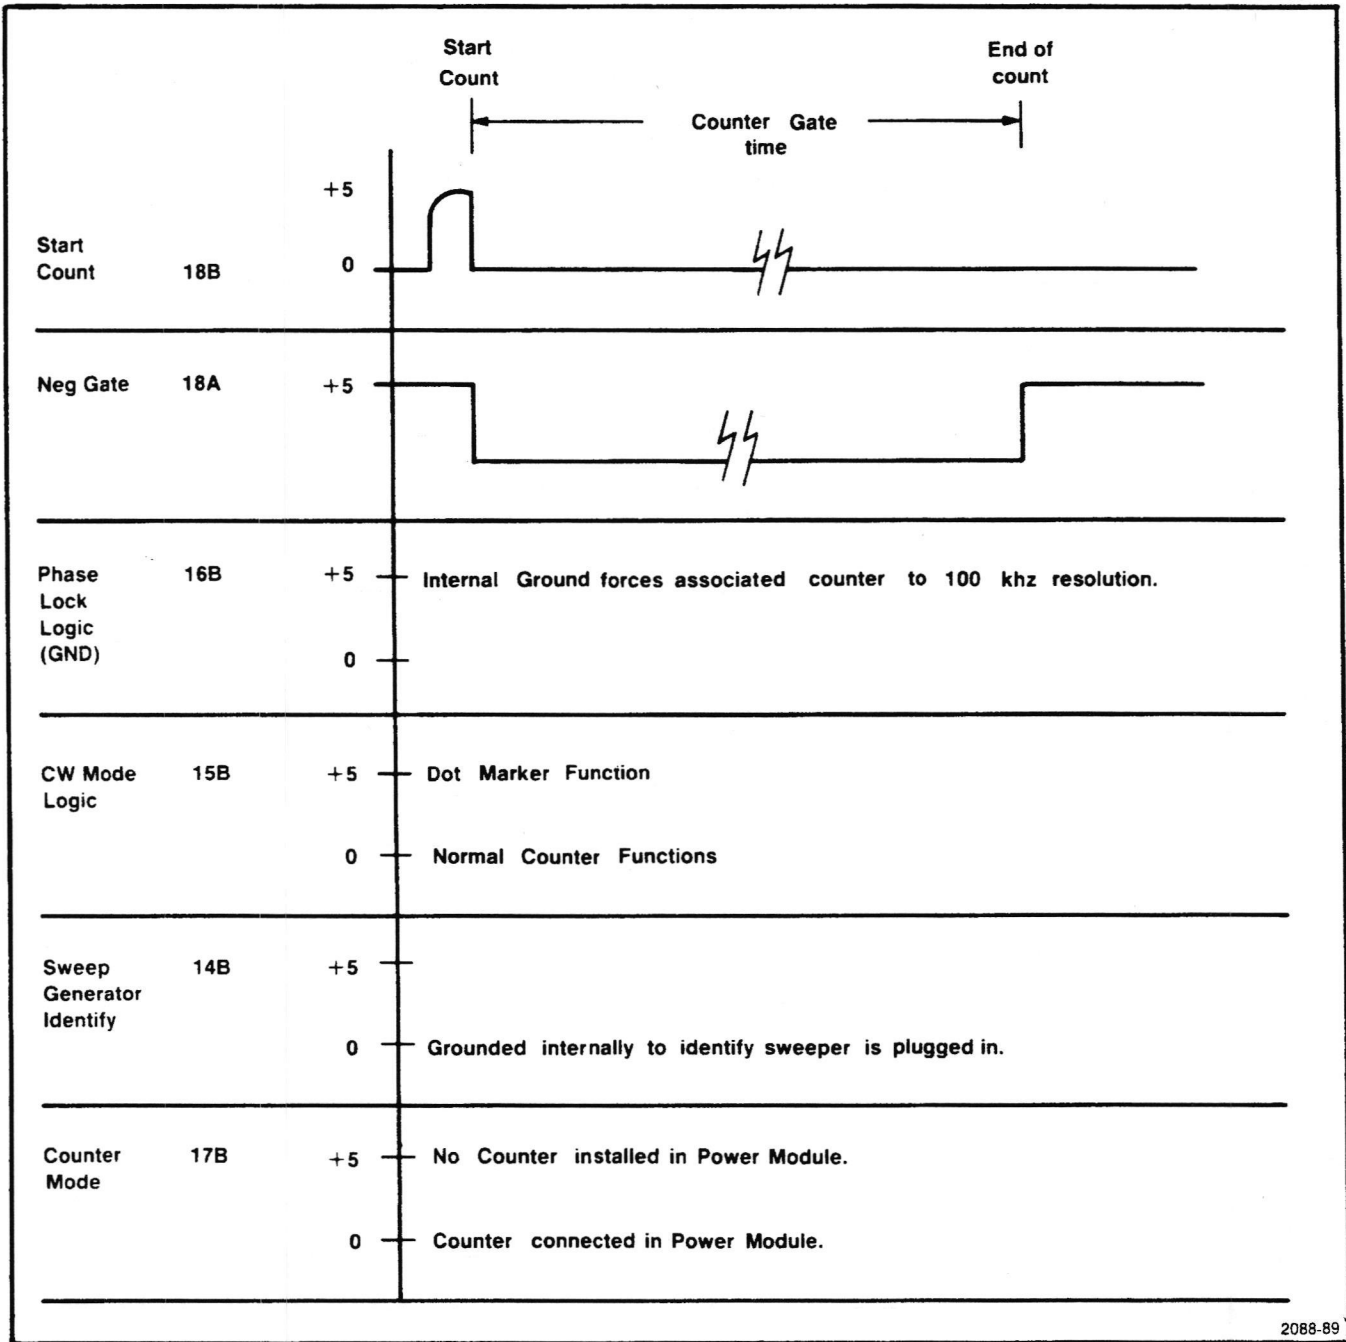 Start
Count
End of
count
Counter Gate
time
+5
Start
Count 18B 0
Neg Gate 18A +5
Phase 16B +5 Internal Ground forces associated counter to 100 khz resolution.
Lock
Logic
(GND) 0
CW Mode 15B +5 Dot Marker Function
Logic
0 Normal Counter Functions
Sweep 14B +5
Generator
Identify
0 Grounded internally to identify sweeper is plugged in.
Counter 17B +5 No Counter installed in Power Module.
Mode
0 Counter connected in Power Module.
2088-89